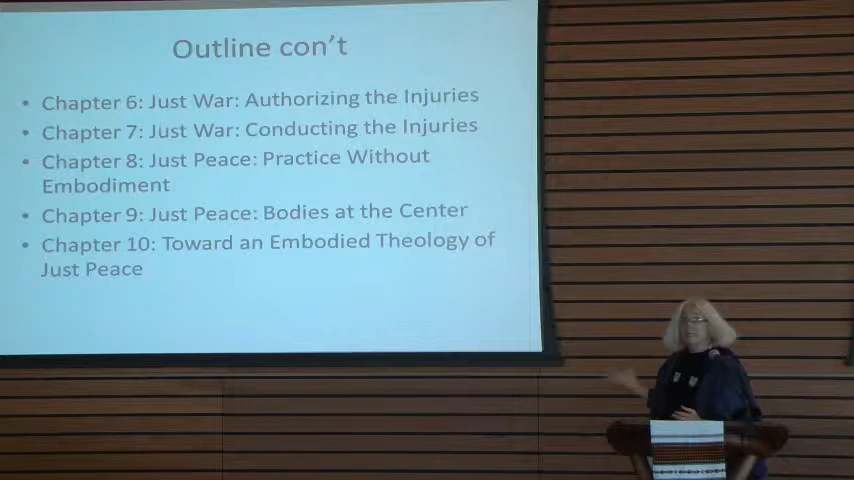 Outline con't
• Chapter 6: Just War: Authorizing the Injuries
• Chapter 7: Just War: Conducting the Injuries
• Chapter 8: Just Peace: Practice Without
Embodiment
• Chapter 9: Just Peace: Bodies at the Center
• Chapter 10: Toward an Embodied Theology of
Just Peace